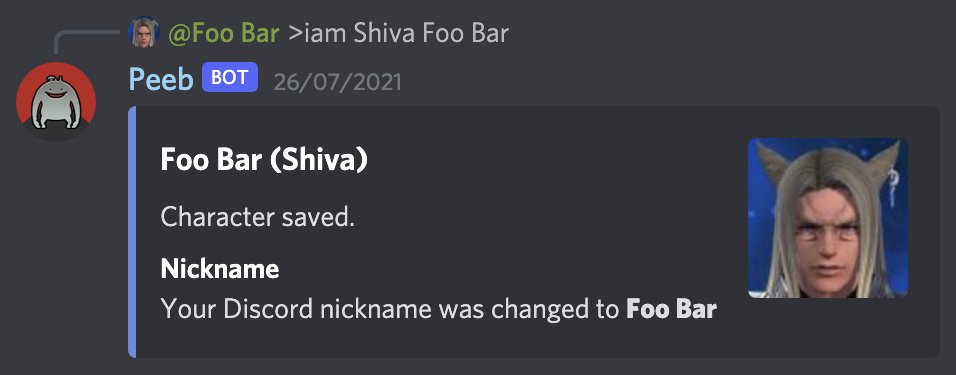 @Foo Bar >iam Shiva Foo Bar
Peeb BOT 26/07/2021
Foo Bar (Shiva)
Character saved.
Nickname
Your Discord nickname was changed to Foo Bar